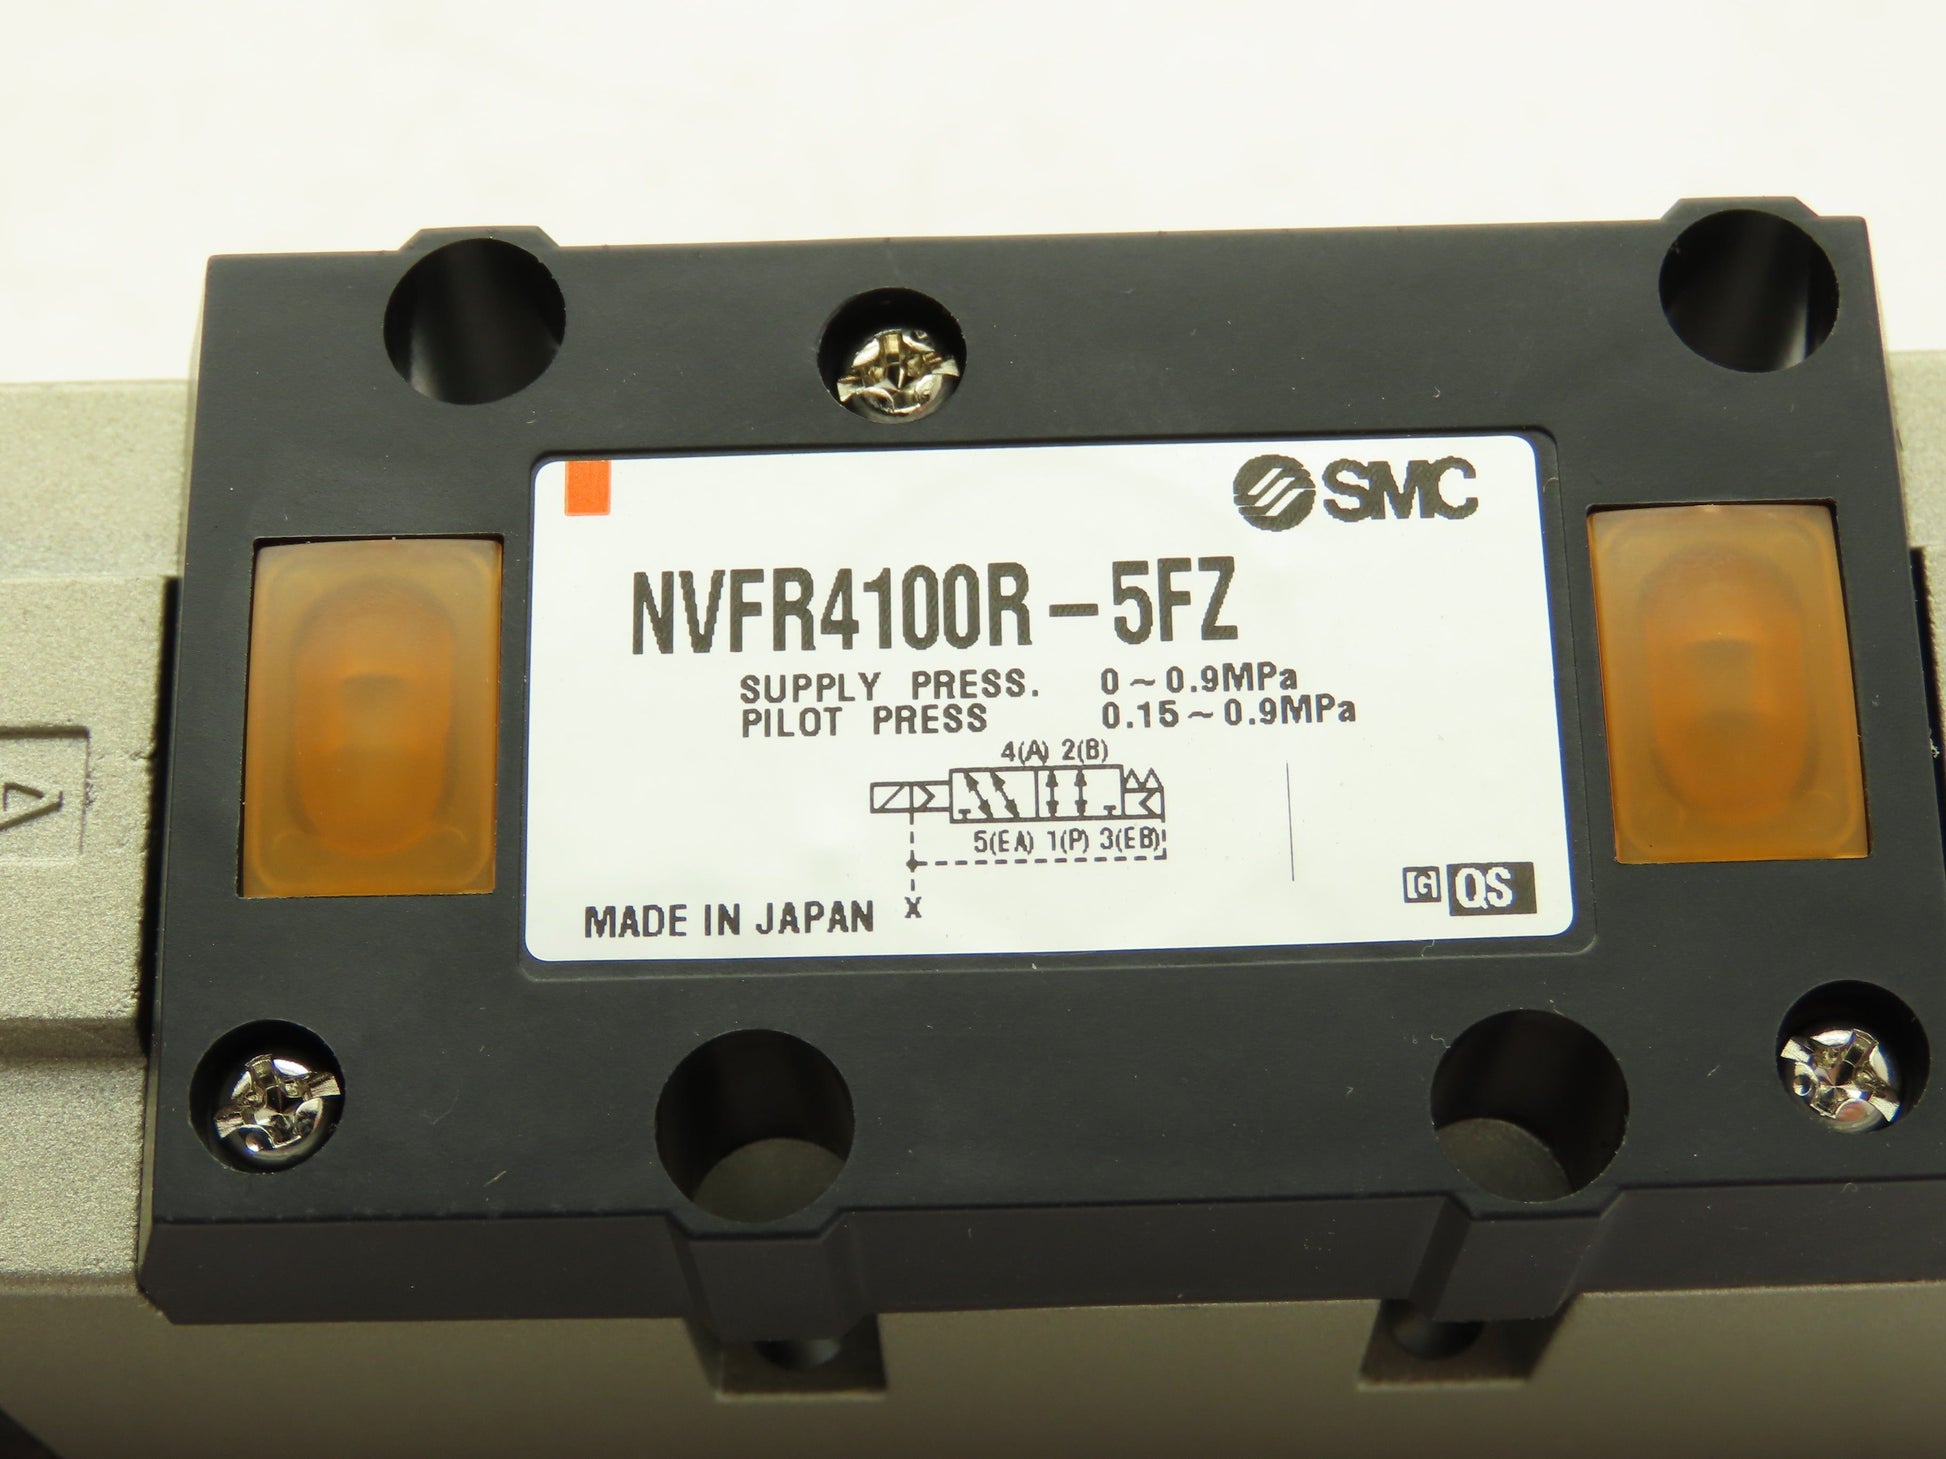 SMC
NVFR4100R-5FZ
SUPPLY PRESS. 0~0.9MPa
PILOT PRESS 0.15~0.9MPa
4(A) 2(B)
5(EA) 1(P) 3(EB)
X
MADE IN JAPAN
[G] QS
A